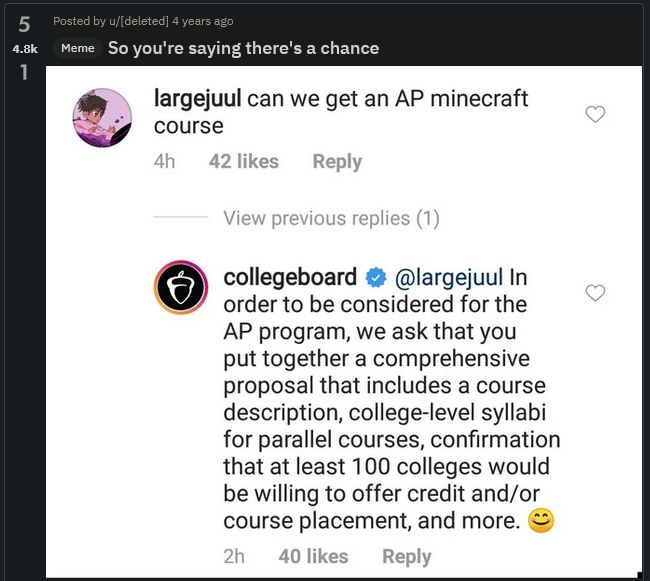 5
Posted by u/[deleted] 4 years ago
4.8k
Meme So you're saying there's a chance
1
largejuul can we get an AP minecraft
course
4h 42 likes Reply
View previous replies (1)
collegeboard @largejuul In
order to be considered for the
AP program, we ask that you
put together a comprehensive
proposal that includes a course
description, college-level syllabi
for parallel courses, confirmation
that at least 100 colleges would
be willing to offer credit and/or
course placement, and more. 😊
2h 40 likes Reply